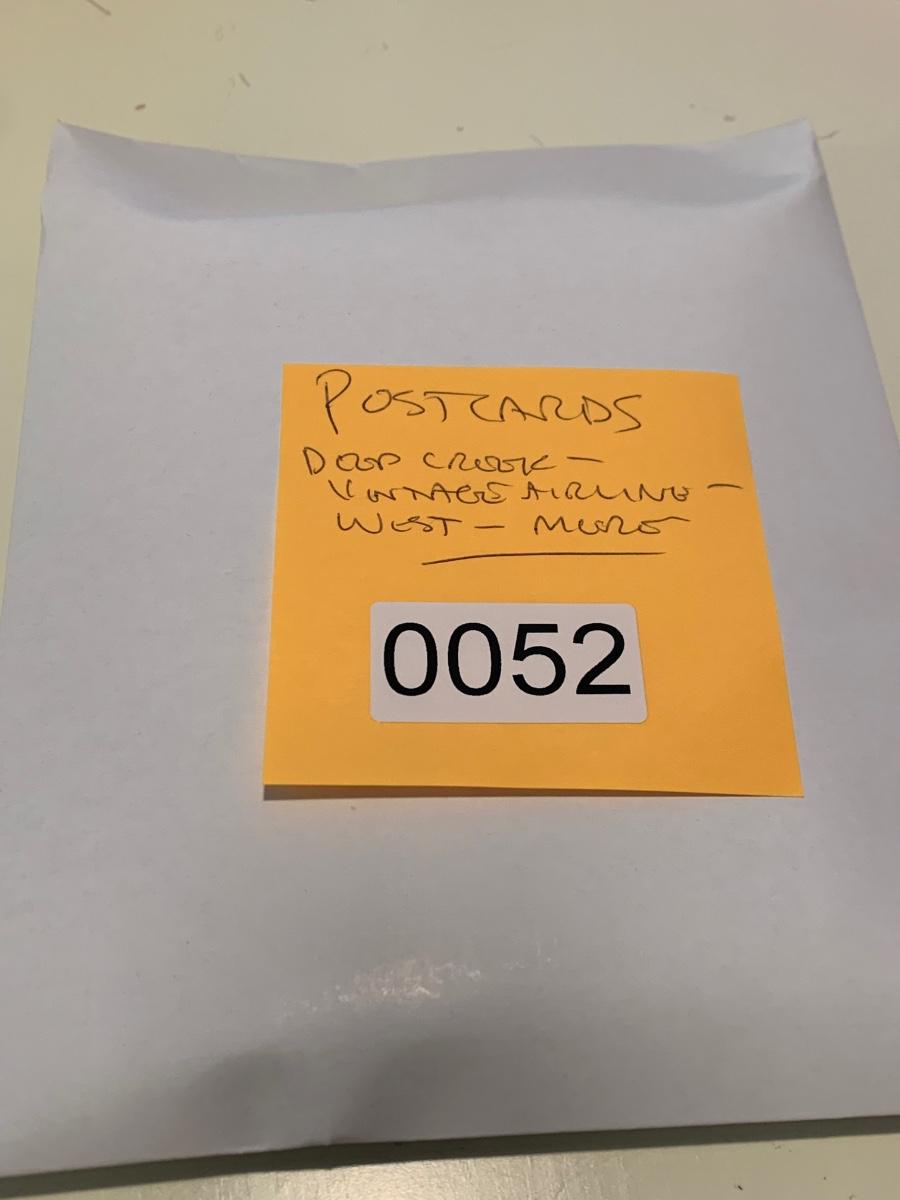 POSTCARDS
DEEP CREEK –
VINTAGE AIRLINE –
WEST – MORE
0052